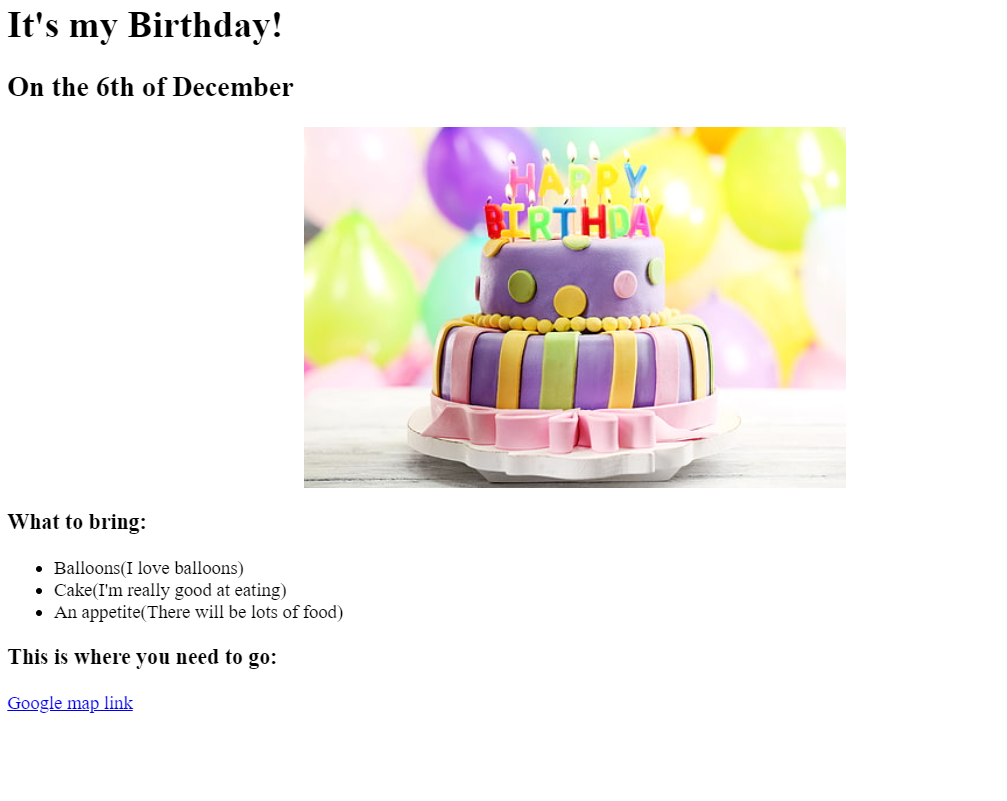 It's my Birthday!
On the 6th of December
HAPPY
BIRTHDAY
What to bring:
Balloons(I love balloons)
Cake(I'm really good at eating)
An appetite(There will be lots of food)
This is where you need to go:
Google map link